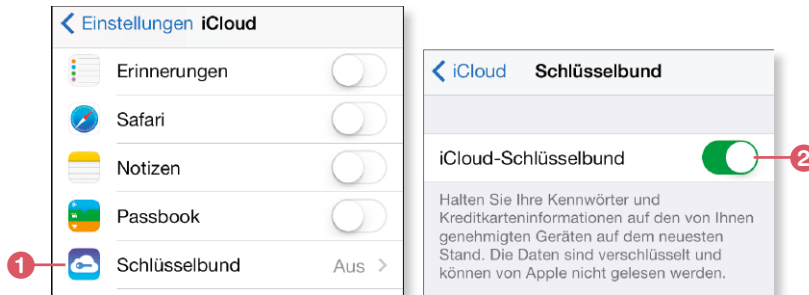 Einstellungen iCloud
Erinnerungen
Safari
Notizen
Passbook
1 Schlüsselbund Aus
iCloud Schlüsselbund
iCloud-Schlüsselbund 2
Halten Sie Ihre Kennwörter und
Kreditkarteninformationen auf den von Ihnen
genehmigten Geräten auf dem neuesten
Stand. Die Daten sind verschlüsselt und
können von Apple nicht gelesen werden.